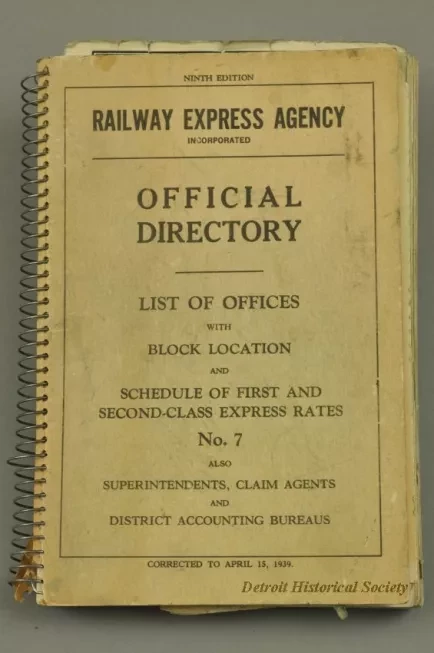 NINTH EDITION
RAILWAY EXPRESS AGENCY
INCORPORATED
OFFICIAL
DIRECTORY
LIST OF OFFICES
WITH
BLOCK LOCATION
AND
SCHEDULE OF FIRST AND
SECOND-CLASS EXPRESS RATES
No. 7
ALSO
SUPERINTENDENTS, CLAIM AGENTS
AND
DISTRICT ACCOUNTING BUREAUS
CORRECTED TO APRIL 15, 1939.
Detroit Historical Society